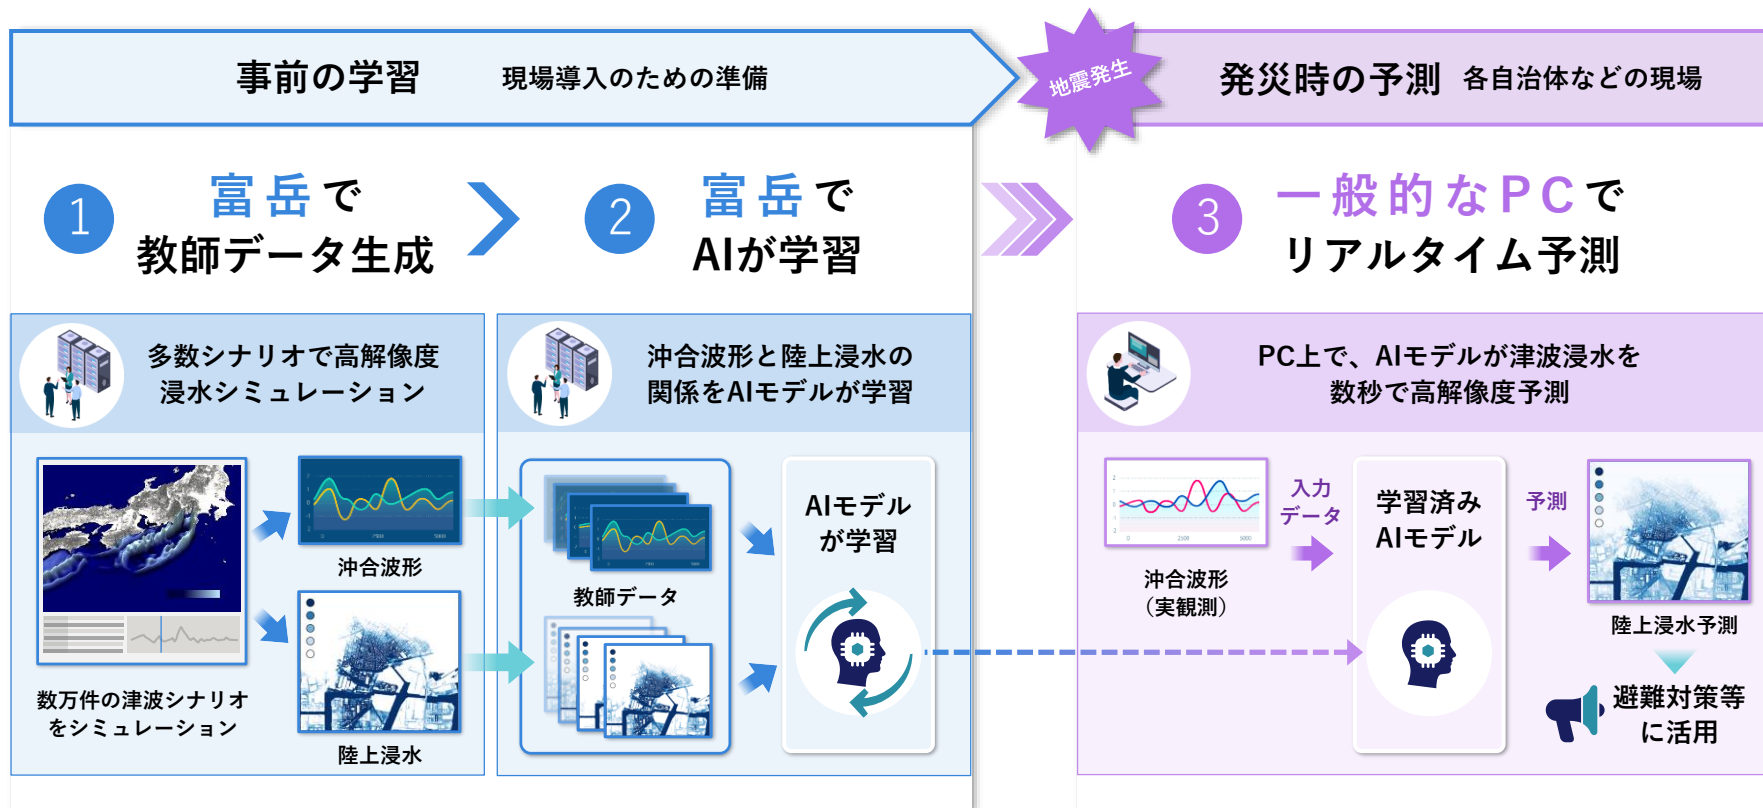 事前の学習 現場導入のための準備
地震発生
発災時の予測 各自治体などの現場
1
富岳で
教師データ生成
2
富岳で
AIが学習
3
一般的なPCで
リアルタイム予測
多数シナリオで高解像度
浸水シミュレーション
沖合波形と陸上浸水の
関係をAIモデルが学習
PC上で、AIモデルが津波浸水を
数秒で高解像度予測
数万件の津波シナリオ
をシミュレーション
沖合波形
陸上浸水
教師データ
AIモデル
が学習
2
1
0
-1
-2
0 2500 5000
沖合波形
（実観測）
入力
データ
学習済み
AIモデル
予測
陸上浸水予測
避難対策等
に活用